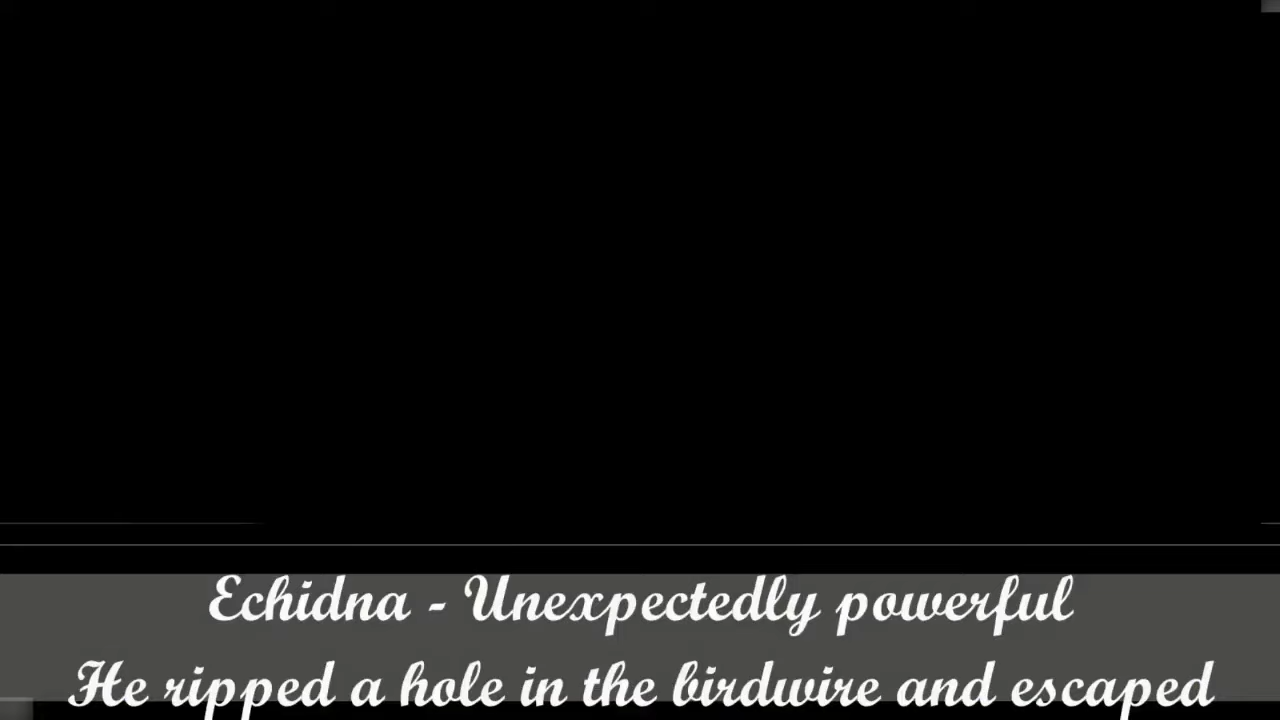 Echidna - Unexpectedly powerful
He ripped a hole in the birdwire and escaped